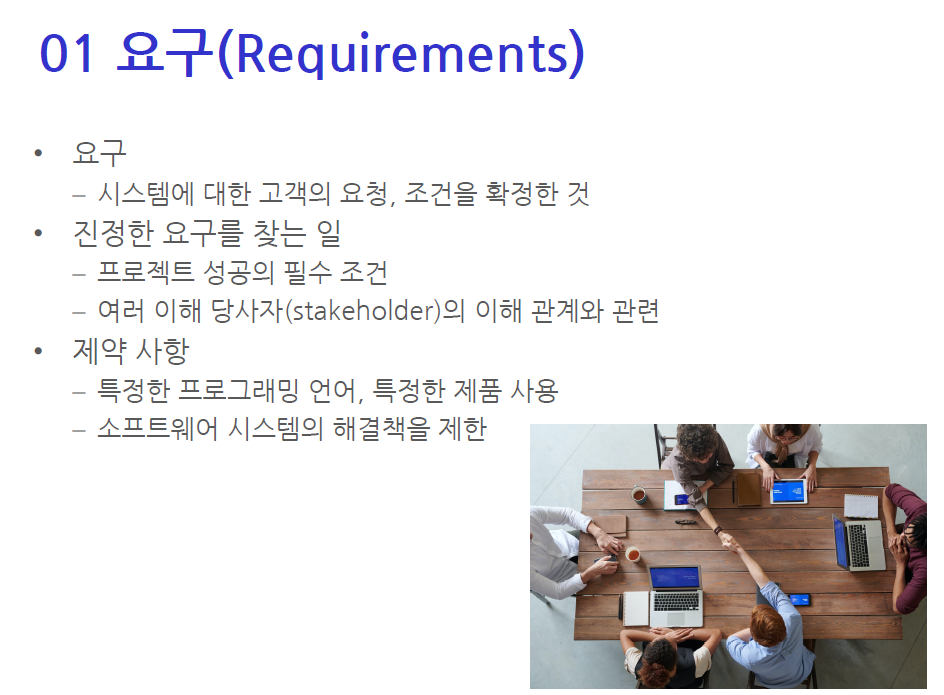 01 요구(Requirements)
• 요구
– 시스템에 대한 고객의 요청, 조건을 확정한 것
• 진정한 요구를 찾는 일
– 프로젝트 성공의 필수 조건
– 여러 이해 당사자(stakeholder)의 이해 관계와 관련
• 제약 사항
– 특정한 프로그래밍 언어, 특정한 제품 사용
– 소프트웨어 시스템의 해결책을 제한